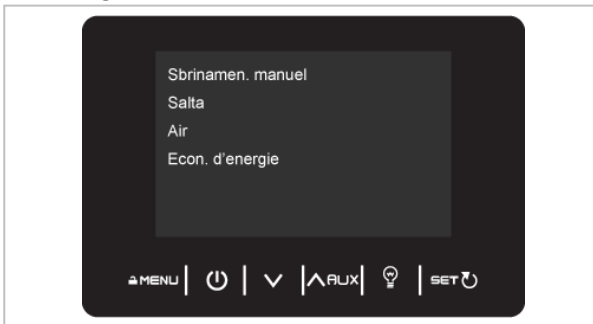 Sbrinamen. manuel
Salta
Air
Econ. d'energie
MENU AUX SET